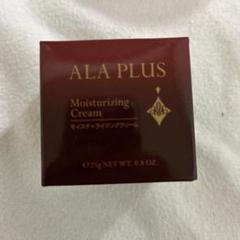 ALA PLUS
Moisturizing
Cream
モイスチャライジングクリーム
℮ 25g NET WT. 0.8 OZ.